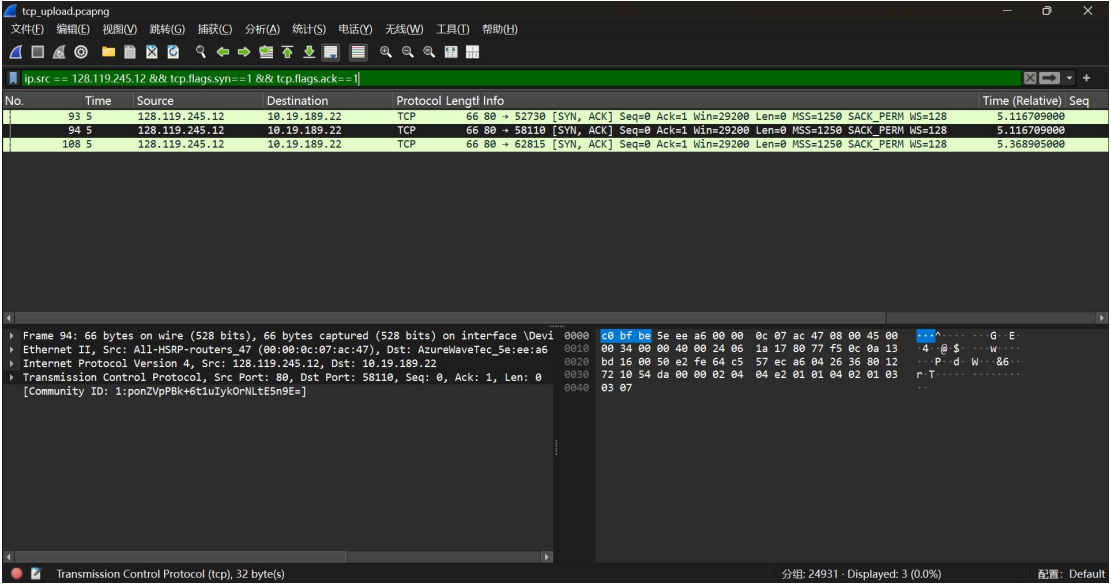 tcp_upload.pcapng
文件(F) 编辑(E) 视图(V) 跳转(G) 捕获(C) 分析(A) 统计(S) 电话(Y) 无线(W) 工具(T) 帮助(H)
ip.src == 128.119.245.12 && tcp.flags.syn==1 && tcp.flags.ack==1
No. Time Source Destination Protocol Length Info Time (Relative) Seq
93 5 128.119.245.12 10.19.189.22 TCP 66 80 → 52730 [SYN, ACK] Seq=0 Ack=1 Win=29200 Len=0 MSS=1250 SACK_PERM WS=128 5.116709000
94 5 128.119.245.12 10.19.189.22 TCP 66 80 → 58110 [SYN, ACK] Seq=0 Ack=1 Win=29200 Len=0 MSS=1250 SACK_PERM WS=128 5.116709000
108 5 128.119.245.12 10.19.189.22 TCP 66 80 → 62815 [SYN, ACK] Seq=0 Ack=1 Win=29200 Len=0 MSS=1250 SACK_PERM WS=128 5.368905000
Frame 94: 66 bytes on wire (528 bits), 66 bytes captured (528 bits) on interface \Devi
Ethernet II, Src: All-HSRP-routers_47 (00:00:0c:07:ac:47), Dst: AzureWaveTec_5e:ee:a6
Internet Protocol Version 4, Src: 128.119.245.12, Dst: 10.19.189.22
Transmission Control Protocol, Src Port: 80, Dst Port: 58110, Seq: 0, Ack: 1, Len: 0
[Community ID: 1:ponZVpPBk+6t1uIykOrNLtE5n9E=]
0000 c0 bf be 5e ee a6 00 00 0c 07 ac 47 08 00 45 00 ···^···· ···G··E·
0010 00 34 00 00 40 00 24 06 1a 17 80 77 f5 0c 0a 13 ·4··@·$· ···w····
0020 bd 16 00 50 e2 fe 64 c5 57 ec a6 04 26 36 80 12 ···P··d· W···&6··
0030 72 10 54 da 00 00 02 04 04 e2 01 01 04 02 01 03 r·T····· ········
0040 03 07 ··
Transmission Control Protocol (tcp), 32 byte(s) 分组: 24931 · Displayed: 3 (0.0%) 配置: Default